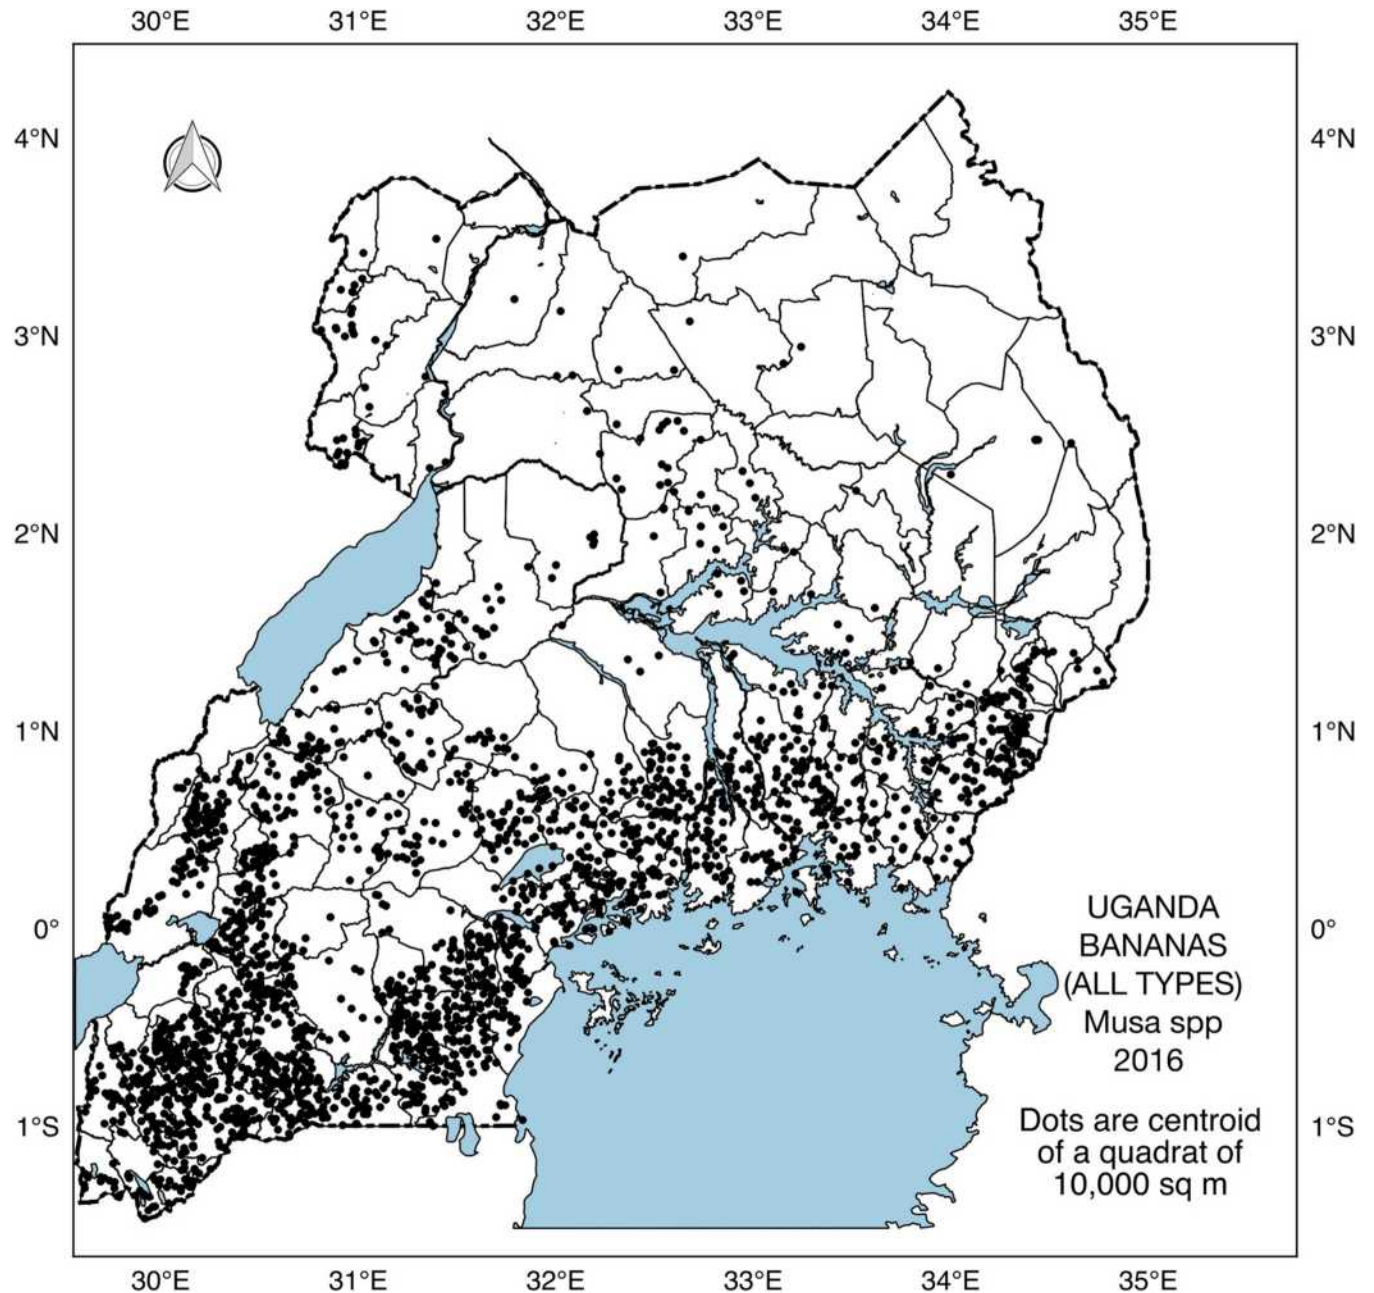 30°E 31°E 32°E 33°E 34°E 35°E
4°N 4°N
3°N 3°N
2°N 2°N
1°N 1°N
0° 0°
1°S 1°S
UGANDA
BANANAS
(ALL TYPES)
Musa spp
2016
Dots are centroid
of a quadrat of
10,000 sq m
30°E 31°E 32°E 33°E 34°E 35°E